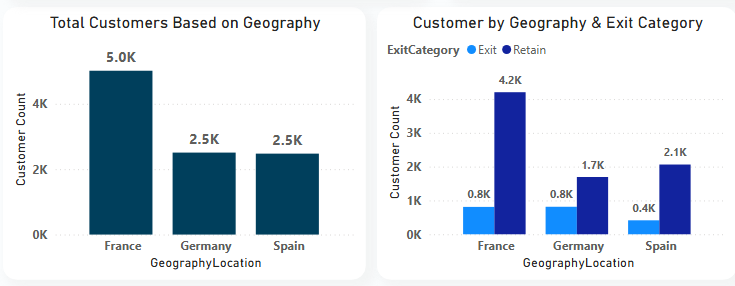 Total Customers Based on Geography
5.0K
4K
2.5K
2.5K
2K
0K
Customer Count
France Germany Spain
GeographyLocation
Customer by Geography & Exit Category
ExitCategory Exit Retain
4.2K
4K
3K
2.1K
2K
1.7K
1K
0.8K
0.8K
0.4K
0K
Customer Count
France Germany Spain
GeographyLocation